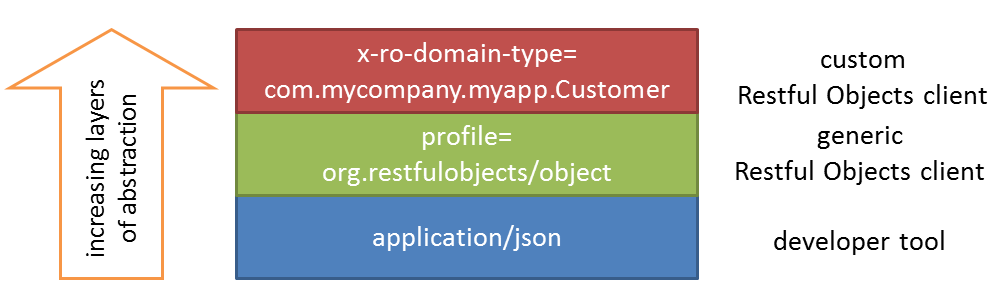 increasing layers
of abstraction
x-ro-domain-type=
com.mycompany.myapp.Customer
custom
Restful Objects client
profile=
org.restfulobjects/object
generic
Restful Objects client
application/json
developer tool